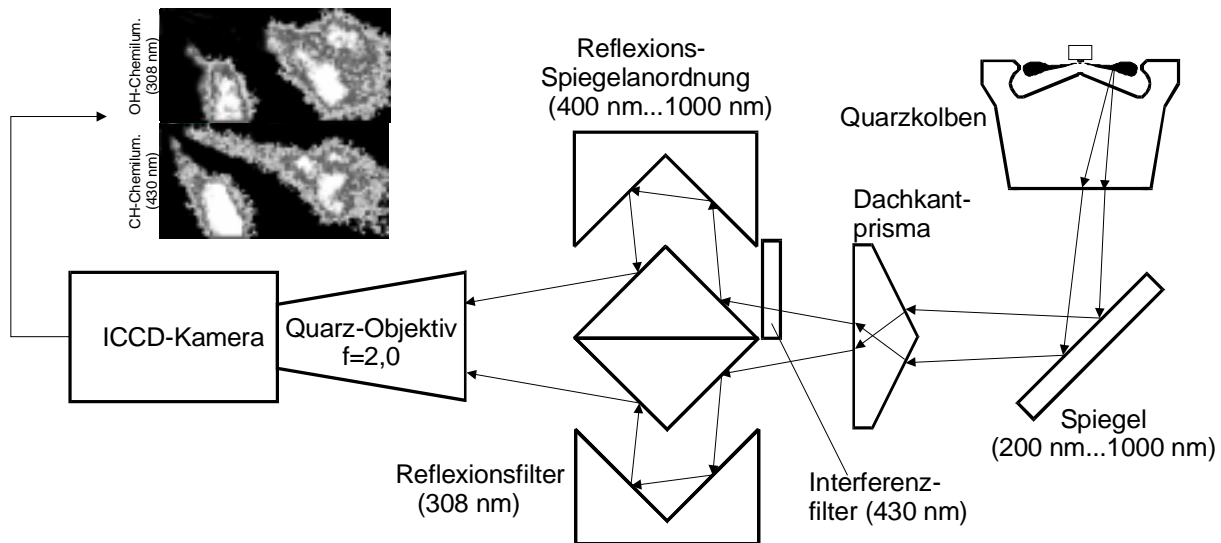 OH-Chemilum.
(308 nm)
CH-Chemilum.
(430 nm)
Reflexions-
Spiegelanordnung
(400 nm...1000 nm)
Quarzkolben
Dachkant-
prisma
ICCD-Kamera
Quarz-Objektiv
f=2,0
Spiegel
(200 nm...1000 nm)
Reflexionsfilter
(308 nm)
Interferenz-
filter (430 nm)